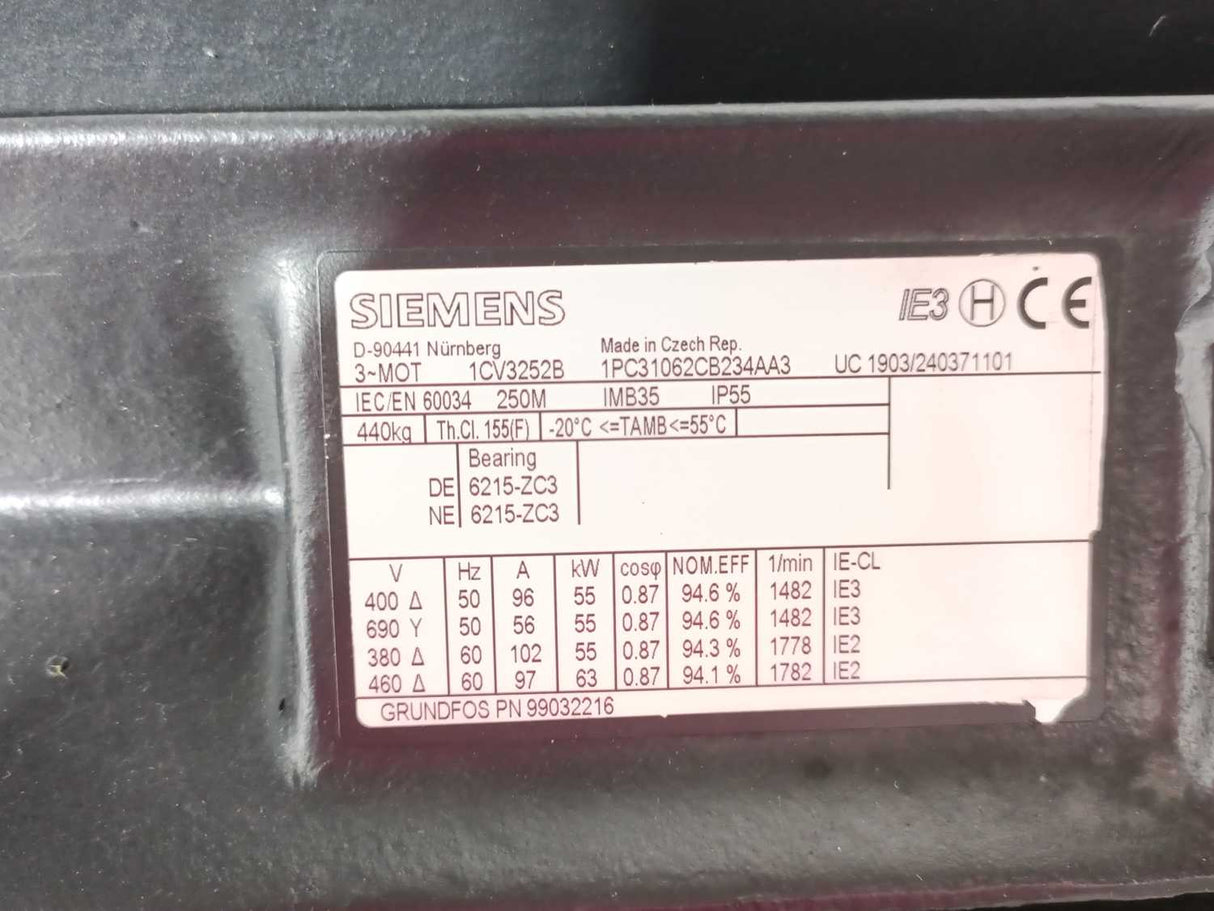 SIEMENS IE3 H CE
D-90441 Nürnberg Made in Czech Rep.
3~MOT 1CV3252B 1PC31062CB234AA3 UC 1903/240371101
IEC/EN 60034 250M IMB35 IP55
440kg Th.Cl. 155(F) -20°C <=TAMB<=55°C
Bearing
DE 6215-ZC3
NE 6215-ZC3
V Hz A kW cosφ NOM.EFF 1/min IE-CL
400 Δ 50 96 55 0.87 94.6 % 1482 IE3
690 Y 50 56 55 0.87 94.6 % 1482 IE3
380 Δ 60 102 55 0.87 94.3 % 1778 IE2
460 Δ 60 97 63 0.87 94.1 % 1782 IE2
GRUNDFOS PN 99032216